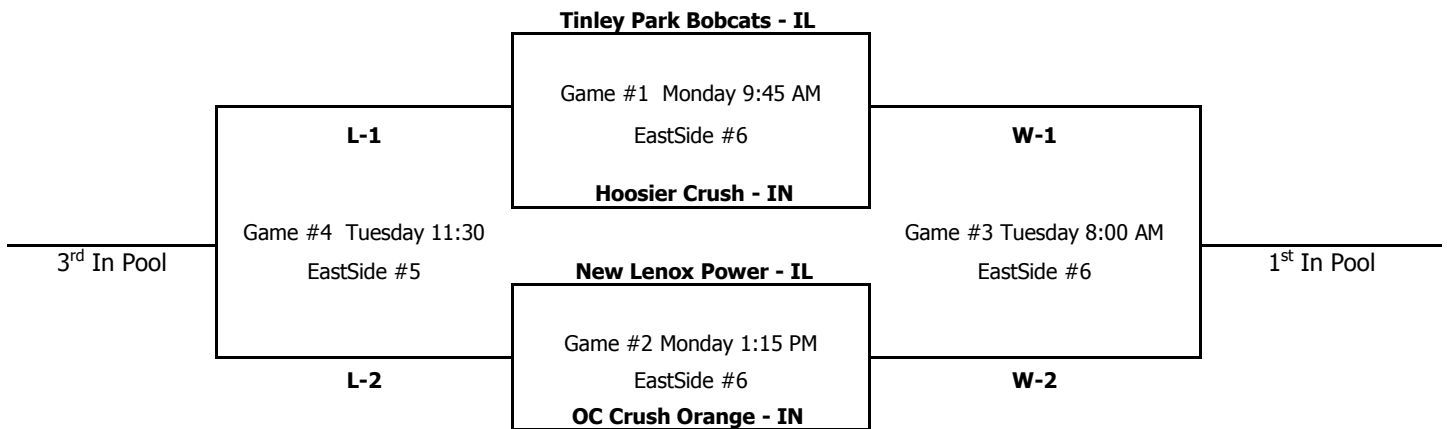 Tinley Park Bobcats - IL
Game #1  Monday 9:45 AM
L-1
EastSide #6
W-1
Hoosier Crush - IN
Game #4  Tuesday 11:30
Game #3 Tuesday 8:00 AM
3rd In Pool
EastSide #5
New Lenox Power - IL
EastSide #6
1st In Pool
Game #2 Monday 1:15 PM
L-2
EastSide #6
W-2
OC Crush Orange - IN